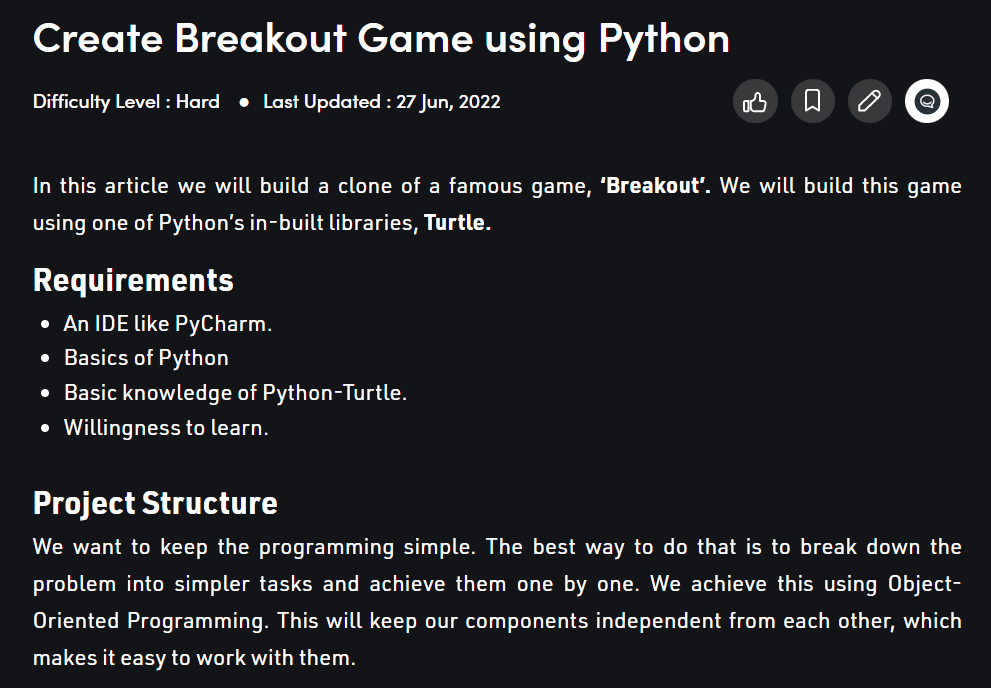 Create Breakout Game using Python
Difficulty Level : Hard ● Last Updated : 27 Jun, 2022
In this article we will build a clone of a famous game, ‘Breakout’. We will build this game
using one of Python’s in-built libraries, Turtle.
Requirements
• An IDE like PyCharm.
• Basics of Python
• Basic knowledge of Python-Turtle.
• Willingness to learn.
Project Structure
We want to keep the programming simple. The best way to do that is to break down the
problem into simpler tasks and achieve them one by one. We achieve this using Object-
Oriented Programming. This will keep our components independent from each other, which
makes it easy to work with them.